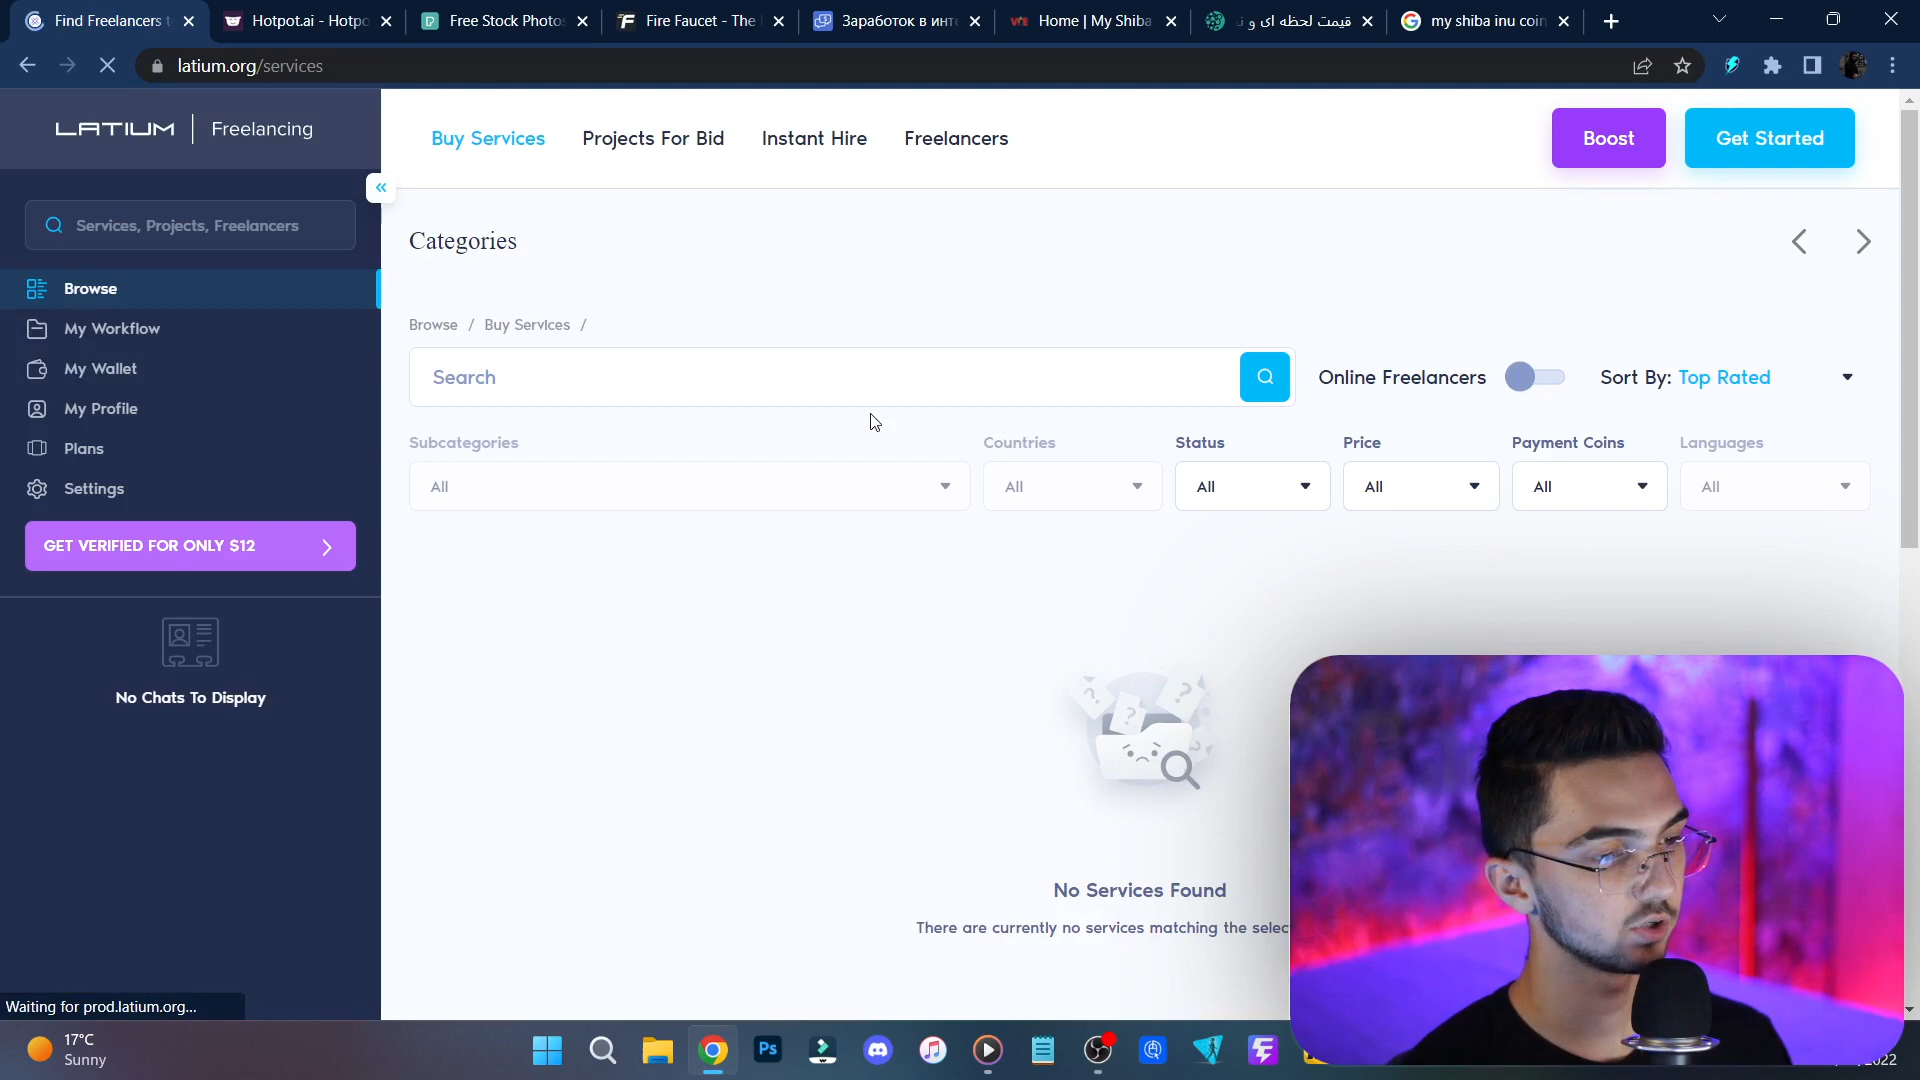 Find Freelancers t
Hotpot.ai - Hotpo
Free Stock Photos
Fire Faucet - The
Заработок в инте
Home | My Shiba
قیمت لحظه ای و ن
my shiba inu coin
latium.org/services
LATIUM | Freelancing
Buy Services
Projects For Bid
Instant Hire
Freelancers
Boost
Get Started
Services, Projects, Freelancers
Browse
My Workflow
My Wallet
My Profile
Plans
Settings
GET VERIFIED FOR ONLY $12
No Chats To Display
Categories
Browse / Buy Services /
Search
Online Freelancers
Sort By: Top Rated
Subcategories
Countries
Status
Price
Payment Coins
Languages
All
All
All
All
All
All
No Services Found
There are currently no services matching the selec
Waiting for prod.latium.org...
17°C
Sunny
Ps
2022